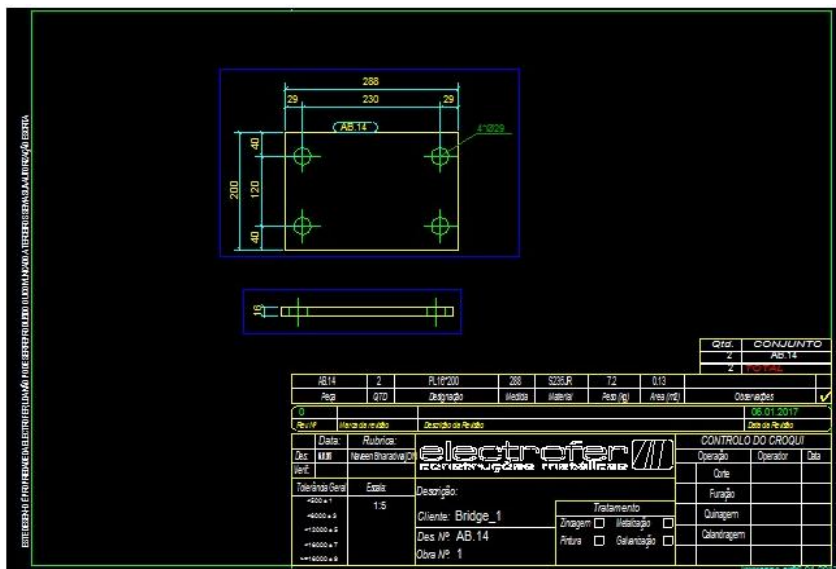 288
29 230 29
AB.14
4*Ø29
40
200 120
40
16
Qtd. CONJUNTO
2 AB.14
2 TOTAL
AB.14 2 PL16*200 288 S235JR 7.2 0.13
Peça QTD Designação Medida Material Peso (kg) Area (m2) Observações
0 06.01.2017
Rev Nº Marca da revisão Descrição da Revisão Data da Revisão
Data: Rubrica:
Des:
Verif:
electrofer
construções metálicas
CONTROLO DO CROQUI
Operação Operador Data
Corte
Furação
Quinagem
Calandragem
Tolerância Geral Escala:
1:5
Descrição:
Cliente: Bridge_1
Des. Nº: AB.14
Obra Nº: 1
Tratamento
Zincagem Metalização
Pintura Galvanização